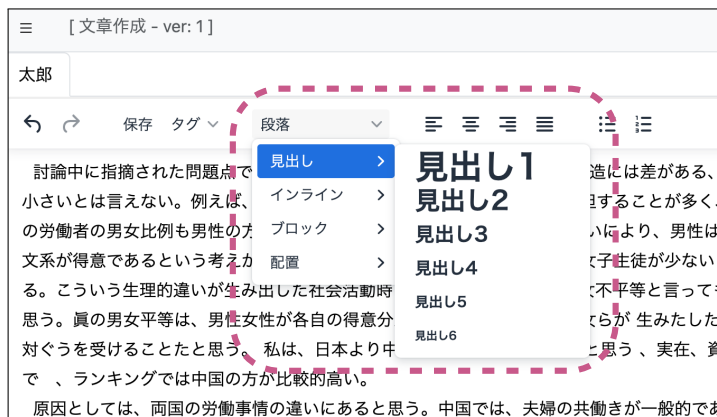 [ 文章作成 - ver: 1 ]
太郎
保存 タグ 段落
討論中に指摘された問題点で 造には差がある、
小さいとは言えない。例えば、 することが多く
の労働者の男女比例も男性の方 いにより、男性は
文系が得意であるという考えか 女子生徒が少ない
る。こういう生理的違いが生み出した社会活動時 女不平等と言っても
思う。眞の男女平等は、男性女性が各自の得意分 女らが 生みたした
対ぐうを受けることたと思う。 私は、日本より中 と思う 、実在、
で 、ランキングでは中国の方が比較的高い。
原因としては、両国の労働事情の違いにあると思う。中国では、夫婦の共働きが一般的であ
見出し
インライン
ブロック
配置
見出し1
見出し2
見出し3
見出し4
見出し5
見出し6